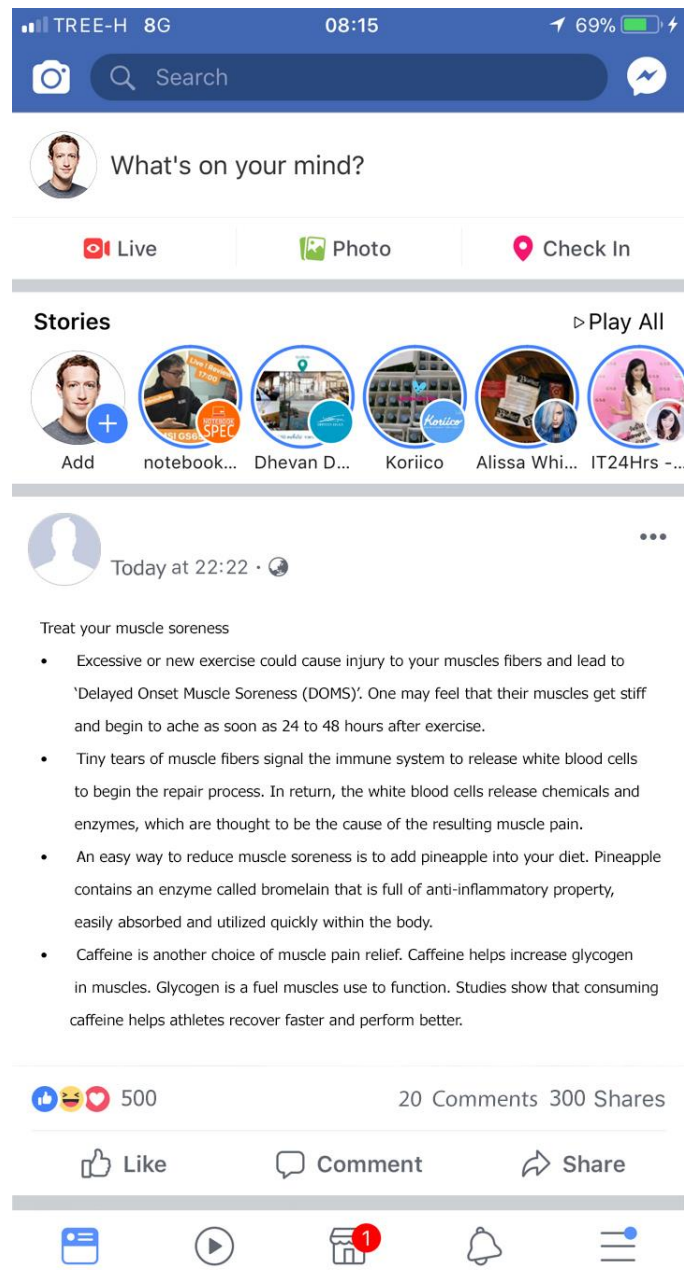 TREE-H 8G 08:15 69%
Search
What's on your mind?
Live Photo Check In
Stories Play All
Live ! Review
17:00
MSI GS65
NOTEBOOK
SPEC
Koriico
Add notebook... Dhevan D... Koriico Alissa Whi... IT24Hrs -...
Today at 22:22 ·
Treat your muscle soreness
• Excessive or new exercise could cause injury to your muscles fibers and lead to
‘Delayed Onset Muscle Soreness (DOMS)’. One may feel that their muscles get stiff
and begin to ache as soon as 24 to 48 hours after exercise.
• Tiny tears of muscle fibers signal the immune system to release white blood cells
to begin the repair process. In return, the white blood cells release chemicals and
enzymes, which are thought to be the cause of the resulting muscle pain.
• An easy way to reduce muscle soreness is to add pineapple into your diet. Pineapple
contains an enzyme called bromelain that is full of anti-inflammatory property,
easily absorbed and utilized quickly within the body.
• Caffeine is another choice of muscle pain relief. Caffeine helps increase glycogen
in muscles. Glycogen is a fuel muscles use to function. Studies show that consuming
caffeine helps athletes recover faster and perform better.
500 20 Comments 300 Shares
Like Comment Share
1